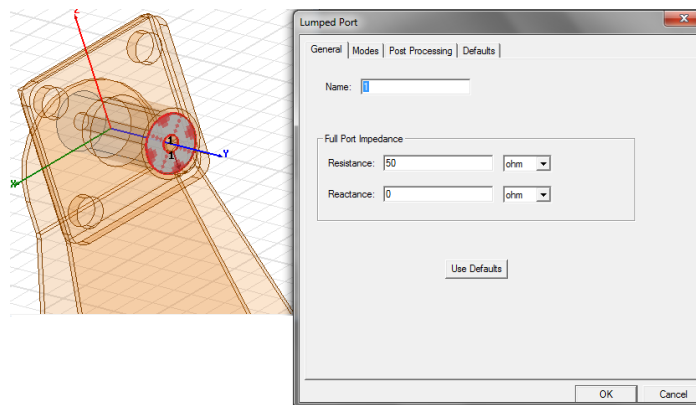 Z
X
Y
1
1
Lumped Port
General Modes Post Processing Defaults
Name: 1
Full Port Impedance
Resistance: 50 ohm
Reactance: 0 ohm
Use Defaults
OK Cancel